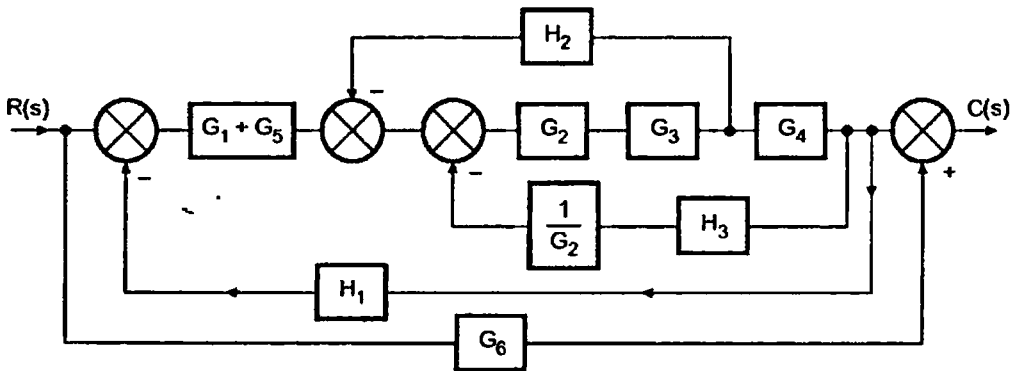 H2
R(s)
G1 + G5
G2
G3
G4
C(s)
−
−
−
+
1
G2
H3
H1
G6